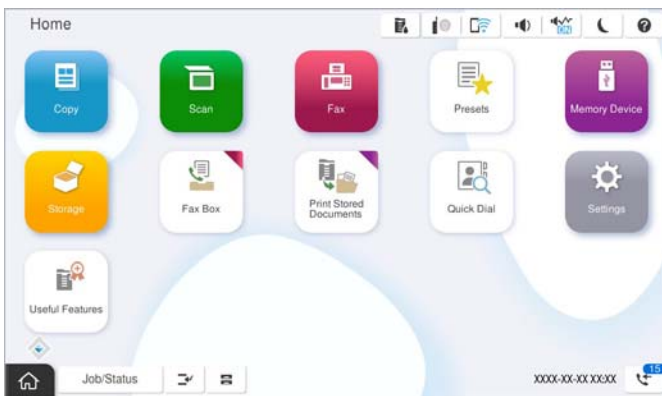 Home
ON
Copy
Scan
Fax
Presets
Memory Device
Storage
Fax Box
Print Stored
Documents
Quick Dial
Settings
Useful Features
Job/Status
XXXX-XX-XX XX:XX
15